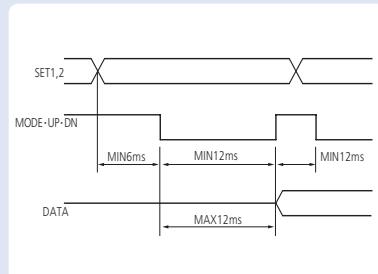 SET1,2
MODE·UP·DN
MIN6ms MIN12ms MIN12ms
DATA
MAX12ms